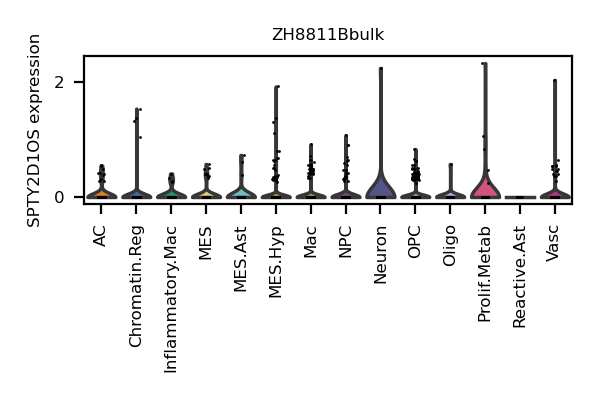 ZH8811Bbulk
SPTY2D1OS expression
2
0
AC
Chromatin.Reg
Inflammatory.Mac
MES
MES.Ast
MES.Hyp
Mac
NPC
Neuron
OPC
Oligo
Prolif.Metab
Reactive.Ast
Vasc